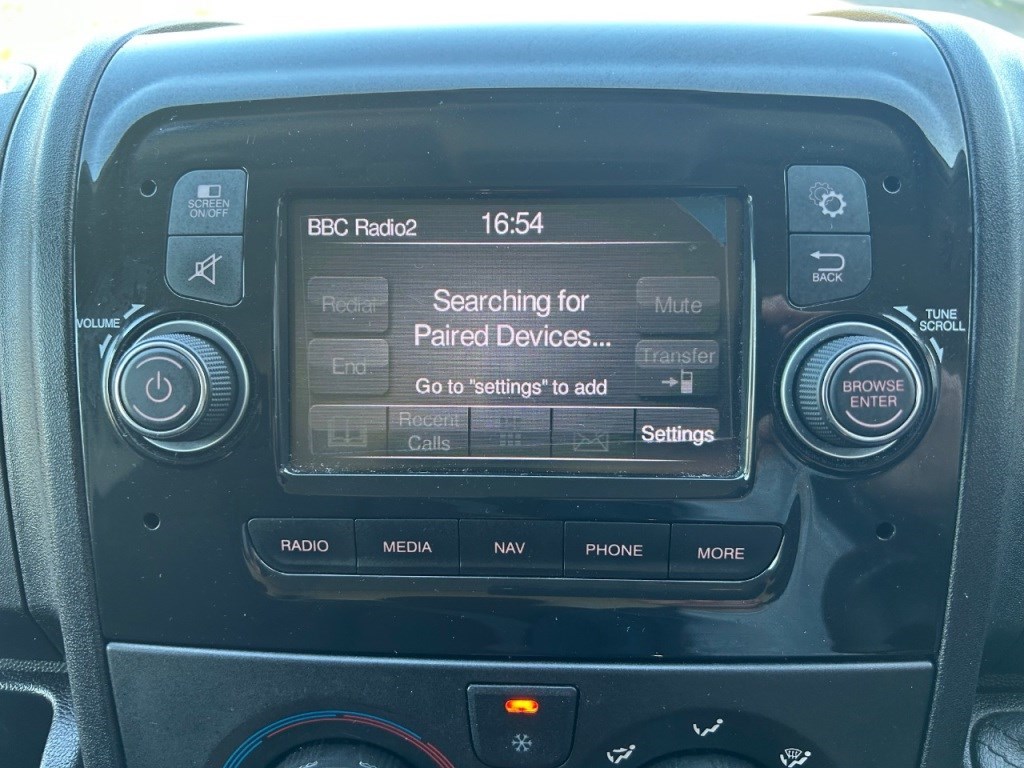 SCREEN
ON/OFF
VOLUME
BBC Radio2 16:54
Redial
Searching for
Paired Devices...
Mute
End
Transfer
Go to "settings" to add
Recent
Calls
Settings
BACK
TUNE
SCROLL
BROWSE
ENTER
RADIO
MEDIA
NAV
PHONE
MORE